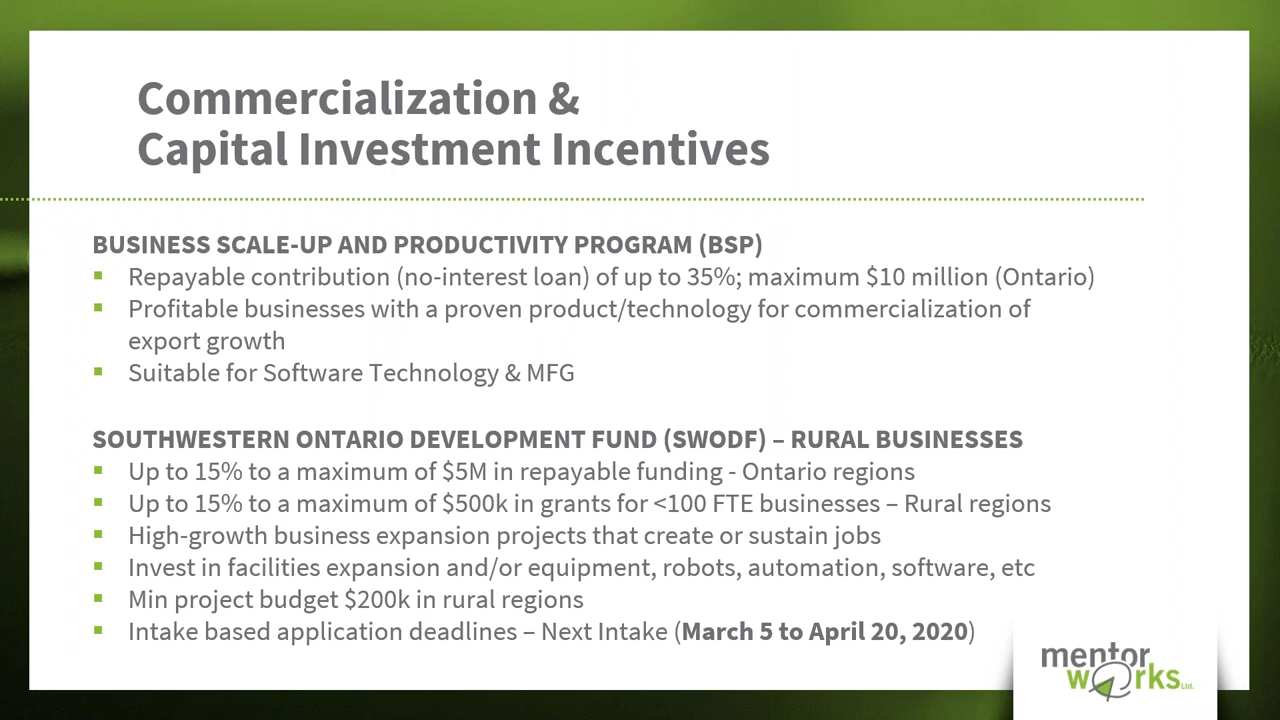 Commercialization &
Capital Investment Incentives
BUSINESS SCALE-UP AND PRODUCTIVITY PROGRAM (BSP)
▪ Repayable contribution (no-interest loan) of up to 35%; maximum $10 million (Ontario)
▪ Profitable businesses with a proven product/technology for commercialization of
export growth
▪ Suitable for Software Technology & MFG
SOUTHWESTERN ONTARIO DEVELOPMENT FUND (SWODF) – RURAL BUSINESSES
▪ Up to 15% to a maximum of $5M in repayable funding - Ontario regions
▪ Up to 15% to a maximum of $500k in grants for <100 FTE businesses – Rural regions
▪ High-growth business expansion projects that create or sustain jobs
▪ Invest in facilities expansion and/or equipment, robots, automation, software, etc
▪ Min project budget $200k in rural regions
▪ Intake based application deadlines – Next Intake (March 5 to April 20, 2020)
mentor
works Ltd.